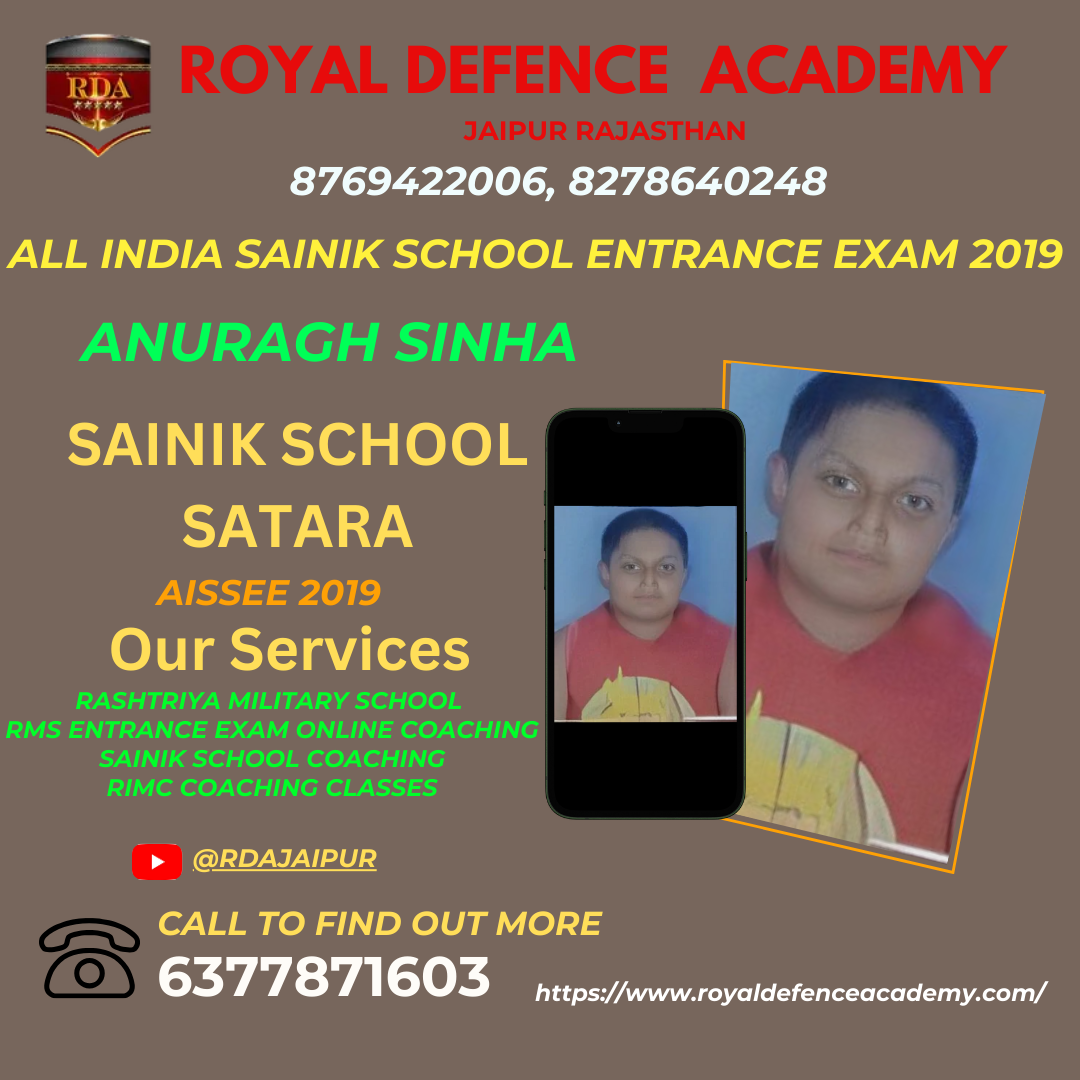 RDA
ROYAL DEFENCE ACADEMY
JAIPUR RAJASTHAN
8769422006, 8278640248
ALL INDIA SAINIK SCHOOL ENTRANCE EXAM 2019
ANURAGH SINHA
SAINIK SCHOOL
SATARA
AISSEE 2019
Our Services
RASHTRIYA MILITARY SCHOOL
RMS ENTRANCE EXAM ONLINE COACHING
SAINIK SCHOOL COACHING
RIMC COACHING CLASSES
@RDAJAIPUR
CALL TO FIND OUT MORE
6377871603
https://www.royaldefenceacademy.com/